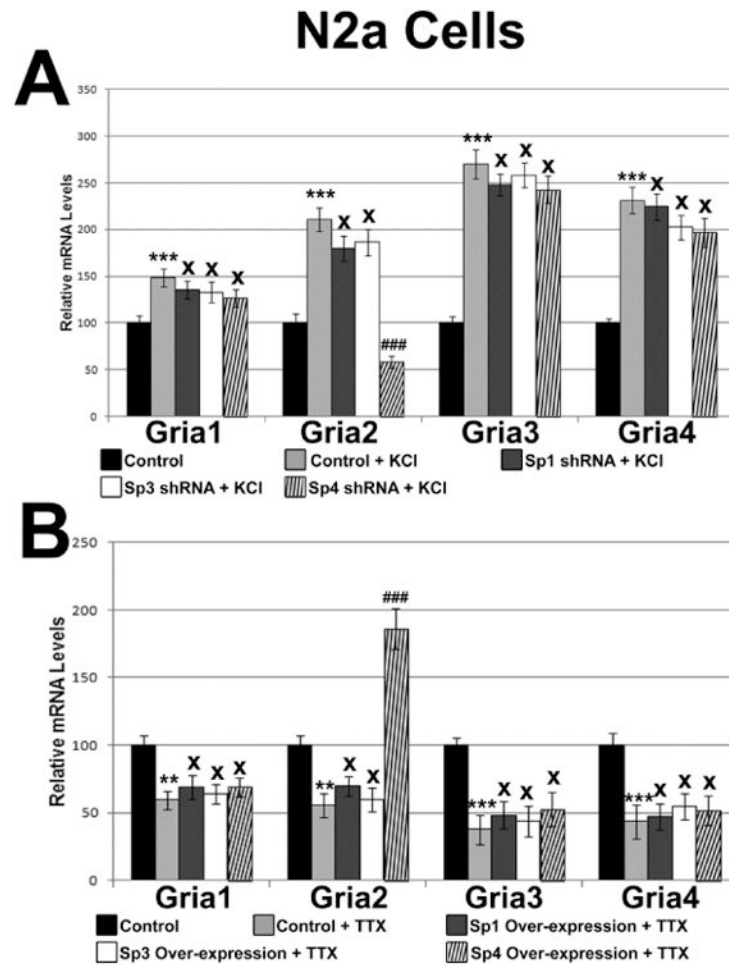 N2a Cells
A
Relative mRNA Levels
350
300
250
200
150
100
50
0
***
X
X
X
***
X
X
###
***
X
X
X
***
X
X
X
Gria1 Gria2 Gria3 Gria4
Control Control + KCl Sp1 shRNA + KCl
Sp3 shRNA + KCl Sp4 shRNA + KCl
B
Relative mRNA Levels
250
200
150
100
50
0
**
X
X
X
**
X
X
###
***
X
X
X
***
X
X
X
Gria1 Gria2 Gria3 Gria4
Control Control + TTX Sp1 Over-expression + TTX
Sp3 Over-expression + TTX Sp4 Over-expression + TTX